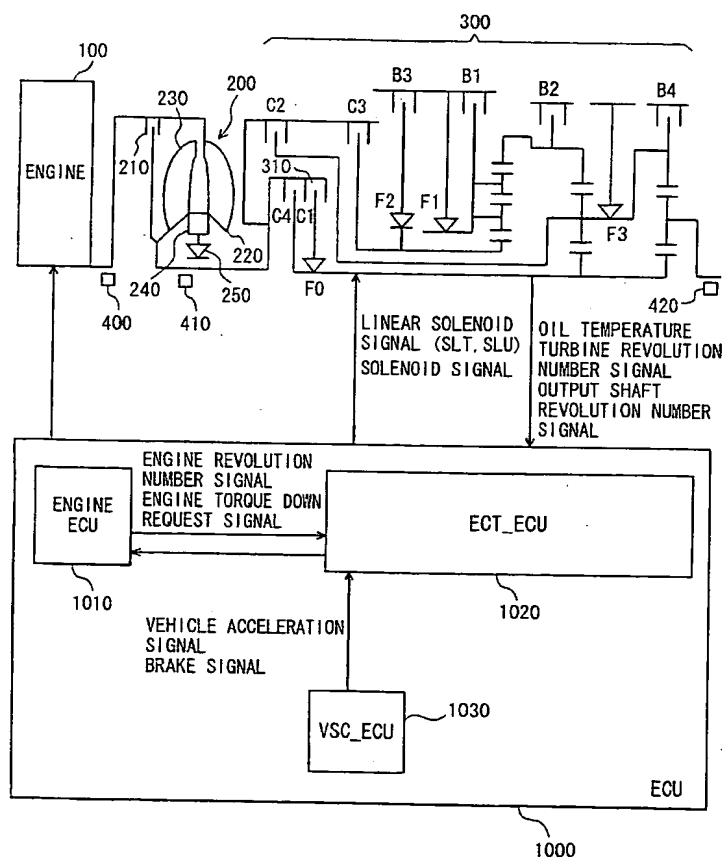 300
100
200
B3
B1
B2
B4
230
C2
C3
210
310
ENGINE
C4
C1
F2
F1
F3
220
240
250
F0
400
410
420
LINEAR SOLENOID
SIGNAL (SLT, SLU)
SOLENOID SIGNAL
OIL TEMPERATURE
TURBINE REVOLUTION
NUMBER SIGNAL
OUTPUT SHAFT
REVOLUTION NUMBER
SIGNAL
ENGINE REVOLUTION
NUMBER SIGNAL
ENGINE TORQUE DOWN
REQUEST SIGNAL
ENGINE
ECU
ECT_ECU
1010
1020
VEHICLE ACCELERATION
SIGNAL
BRAKE SIGNAL
VSC_ECU
1030
ECU
1000